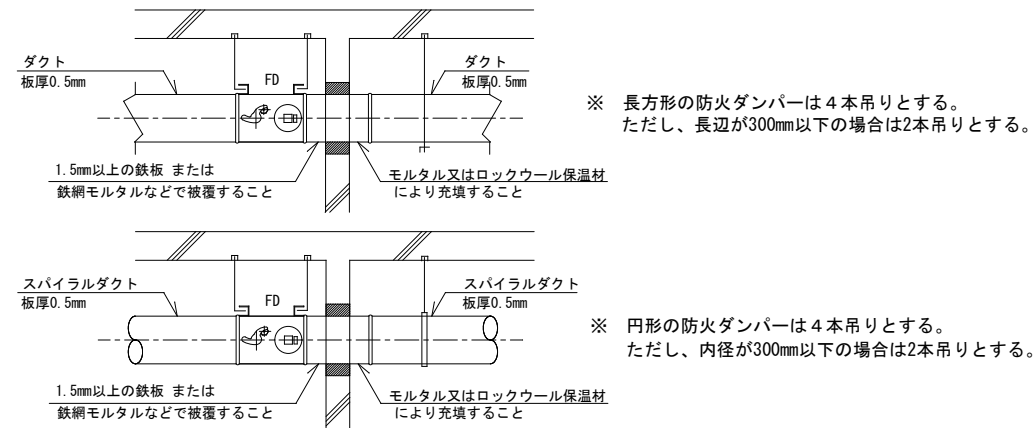 ダクト
板厚0.5mm
FD
ダクト
板厚0.5mm
※　長方形の防火ダンパーは４本吊りとする。
ただし、長辺が300mm以下の場合は2本吊りとする。
1.5mm以上の鉄板 または
鉄網モルタルなどで被覆すること
モルタル又はロックウール保温材
により充填すること
スパイラルダクト
板厚0.5mm
FD
スパイラルダクト
板厚0.5mm
※　円形の防火ダンパーは４本吊りとする。
ただし、内径が300mm以下の場合は2本吊りとする。
1.5mm以上の鉄板 または
鉄網モルタルなどで被覆すること
モルタル又はロックウール保温材
により充填すること